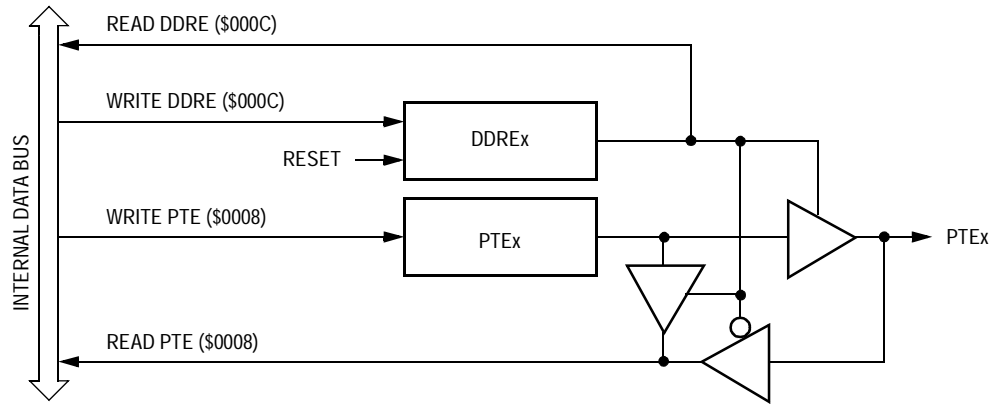 READ DDRE ($000C)
WRITE DDRE ($000C)
DDREx
RESET
INTERNAL DATA BUS
WRITE PTE ($0008)
PTEx
PTEx
READ PTE ($0008)